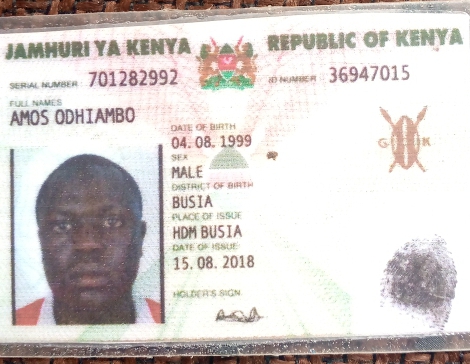 JAMHURI YA KENYA REPUBLIC OF KENYA
SERIAL NUMBER 701282992 ID NUMBER 36947015
FULL NAMES
AMOS ODHIAMBO
DATE OF BIRTH
04.08.1999
SEX
MALE
DISTRICT OF BIRTH
BUSIA
PLACE OF ISSUE
HDM BUSIA
DATE OF ISSUE
15.08.2018
HOLDER'S SIGN.
G K